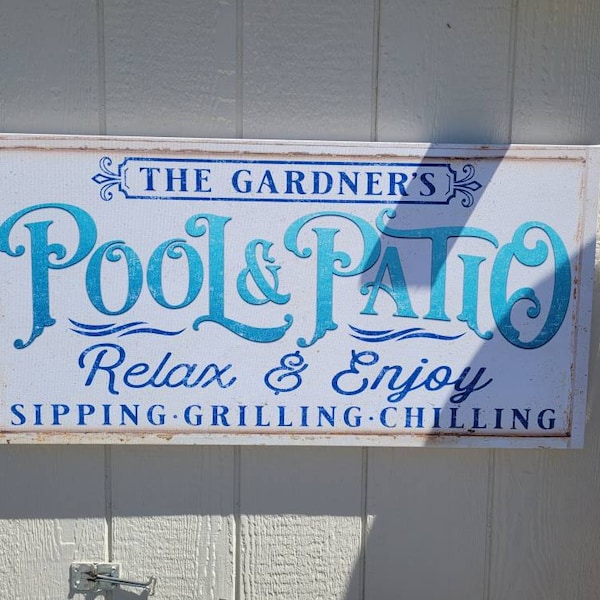 THE GARDNER'S
POOL & PATIO
Relax & Enjoy
SIPPING·GRILLING·CHILLING